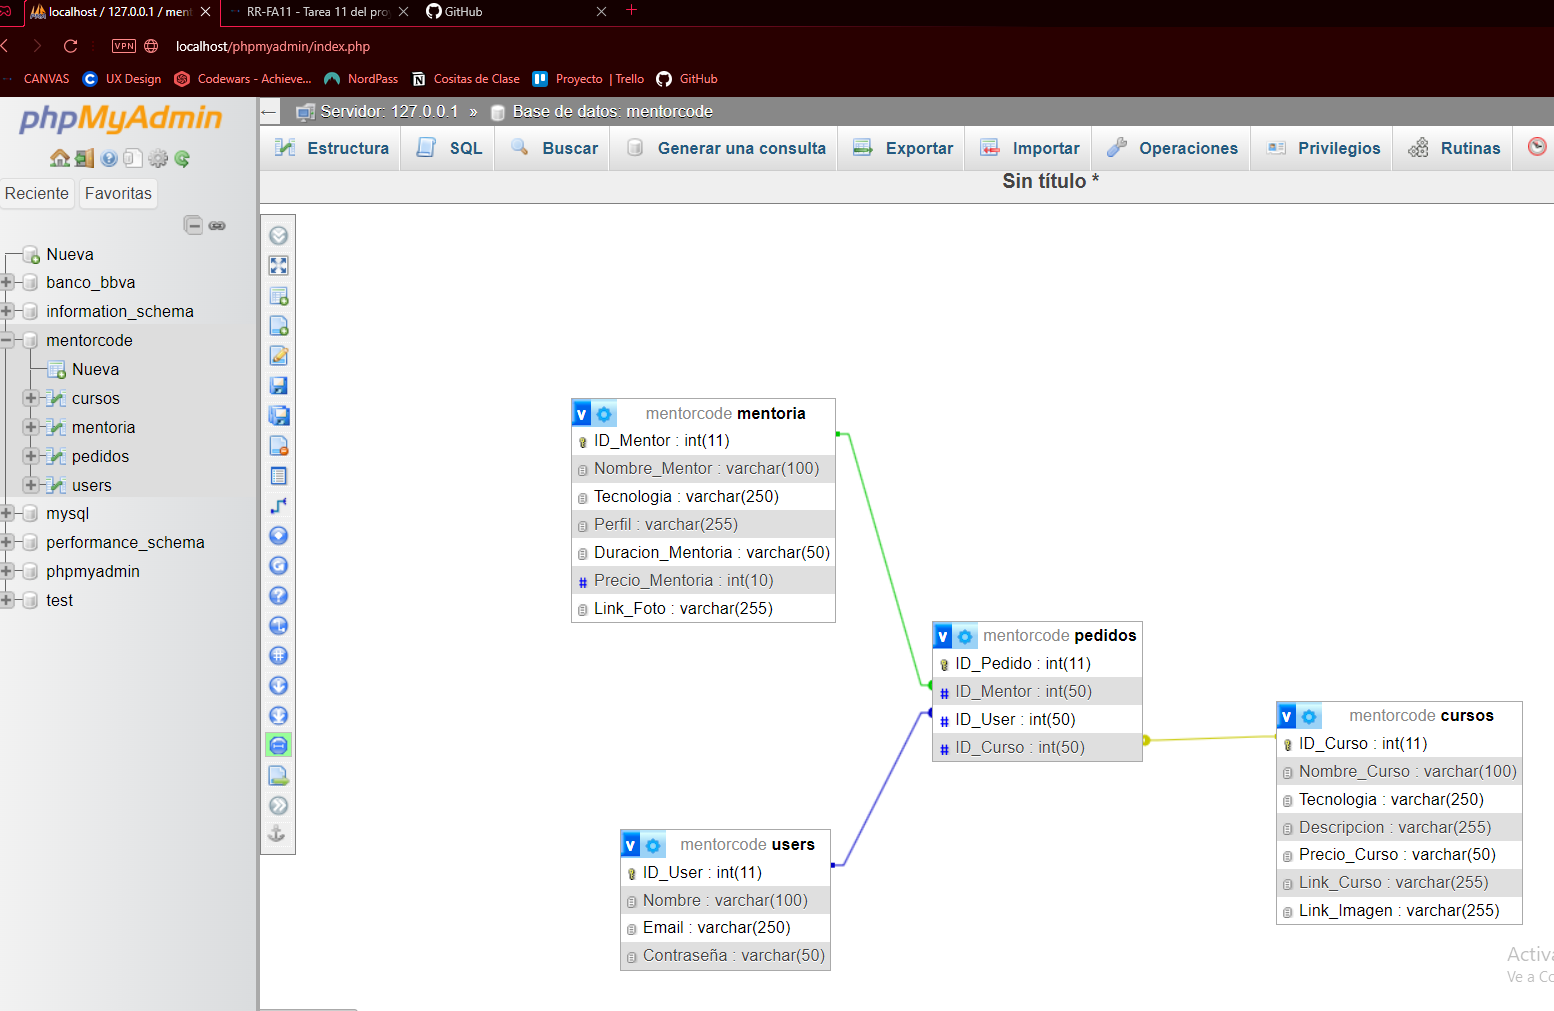 localhost / 127.0.0.1 / ment
RR-FA11 - Tarea 11 del pro
GitHub
VPN
localhost/phpmyadmin/index.php
CANVAS
UX Design
Codewars - Achieve...
NordPass
Cositas de Clase
Proyecto | Trello
GitHub
phpMyAdmin
Reciente
Favoritas
Nueva
banco_bbva
information_schema
mentorcode
Nueva
cursos
mentoria
pedidos
users
mysql
performance_schema
phpmyadmin
test
Servidor: 127.0.0.1 » Base de datos: mentorcode
Estructura
SQL
Buscar
Generar una consulta
Exportar
Importar
Operaciones
Privilegios
Rutinas
Sin título *
v mentorcode mentoria
ID_Mentor : int(11)
Nombre_Mentor : varchar(100)
Tecnologia : varchar(250)
Perfil : varchar(255)
Duracion_Mentoria : varchar(50)
# Precio_Mentoria : int(10)
Link_Foto : varchar(255)
v mentorcode pedidos
ID_Pedido : int(11)
# ID_Mentor : int(50)
# ID_User : int(50)
# ID_Curso : int(50)
v mentorcode cursos
ID_Curso : int(11)
Nombre_Curso : varchar(100)
Tecnologia : varchar(250)
Descripcion : varchar(255)
Precio_Curso : varchar(50)
Link_Curso : varchar(255)
Link_Imagen : varchar(255)
v mentorcode users
ID_User : int(11)
Nombre : varchar(100)
Email : varchar(250)
Contraseña : varchar(50)
Activa
Ve a Co